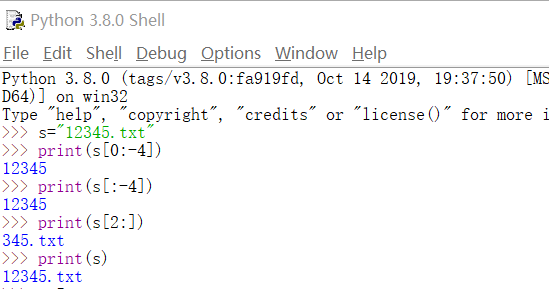 Python 3.8.0 Shell
File Edit Shell Debug Options Window Help
Python 3.8.0 (tags/v3.8.0:fa919fd, Oct 14 2019, 19:37:50) [MS
D64)] on win32
Type "help", "copyright", "credits" or "license()" for more i
>>> s="12345.txt"
>>> print(s[0:-4])
12345
>>> print(s[:-4])
12345
>>> print(s[2:])
345.txt
>>> print(s)
12345.txt